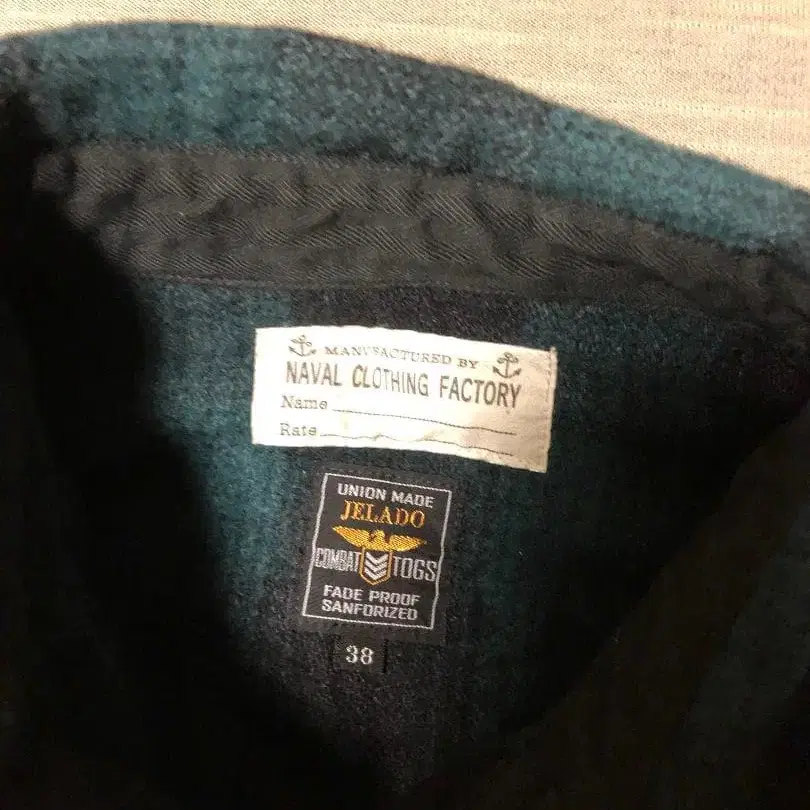 MANUFACTURED BY
NAVAL CLOTHING FACTORY
Name
Rate
UNION MADE
JELADO
COMBAT TOGS
FADE PROOF
SANFORIZED
38